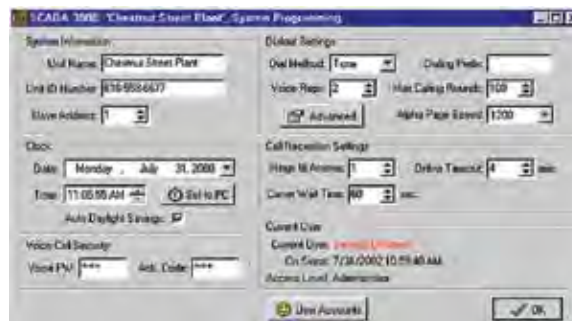 SCADA 3000 'Chestnut Street Plant', System Programming
System Information
Unit Name: Chestnut Street Plant
Unit ID Number:
Slave Address: 1
Clock
Date: Monday , July 31, 2000
Time: 11:05:55 AM
Set to PC
Auto Daylight Savings:
Voice Call Security
Voice PW: ***
Ack. Code: ***
Dialout Settings
Dial Method: Tone
Dialing Prefix:
Voice Reps: 2
Max Calling Rounds: 100
Advanced
Alpha Page Speed: 1200
Call Reception Settings
Rings til Answer: 1
Online Timeout: 4 min.
Carrier Wait Time: 60 sec.
Current User
Current User:
On Since: 7/31/2002 10:59:40 AM
Access Level: Administrator
User Accounts
OK